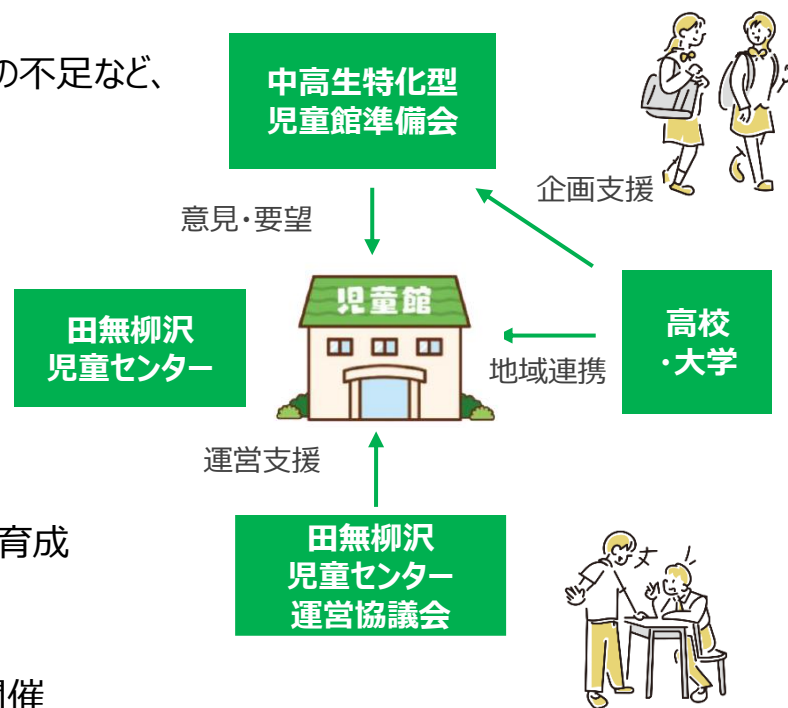 の不足など、
中高生特化型
児童館準備会
企画支援
意見・要望
児童館
田無柳沢
児童センター
高校
・大学
地域連携
運営支援
育成
田無柳沢
児童センター
運営協議会
開催